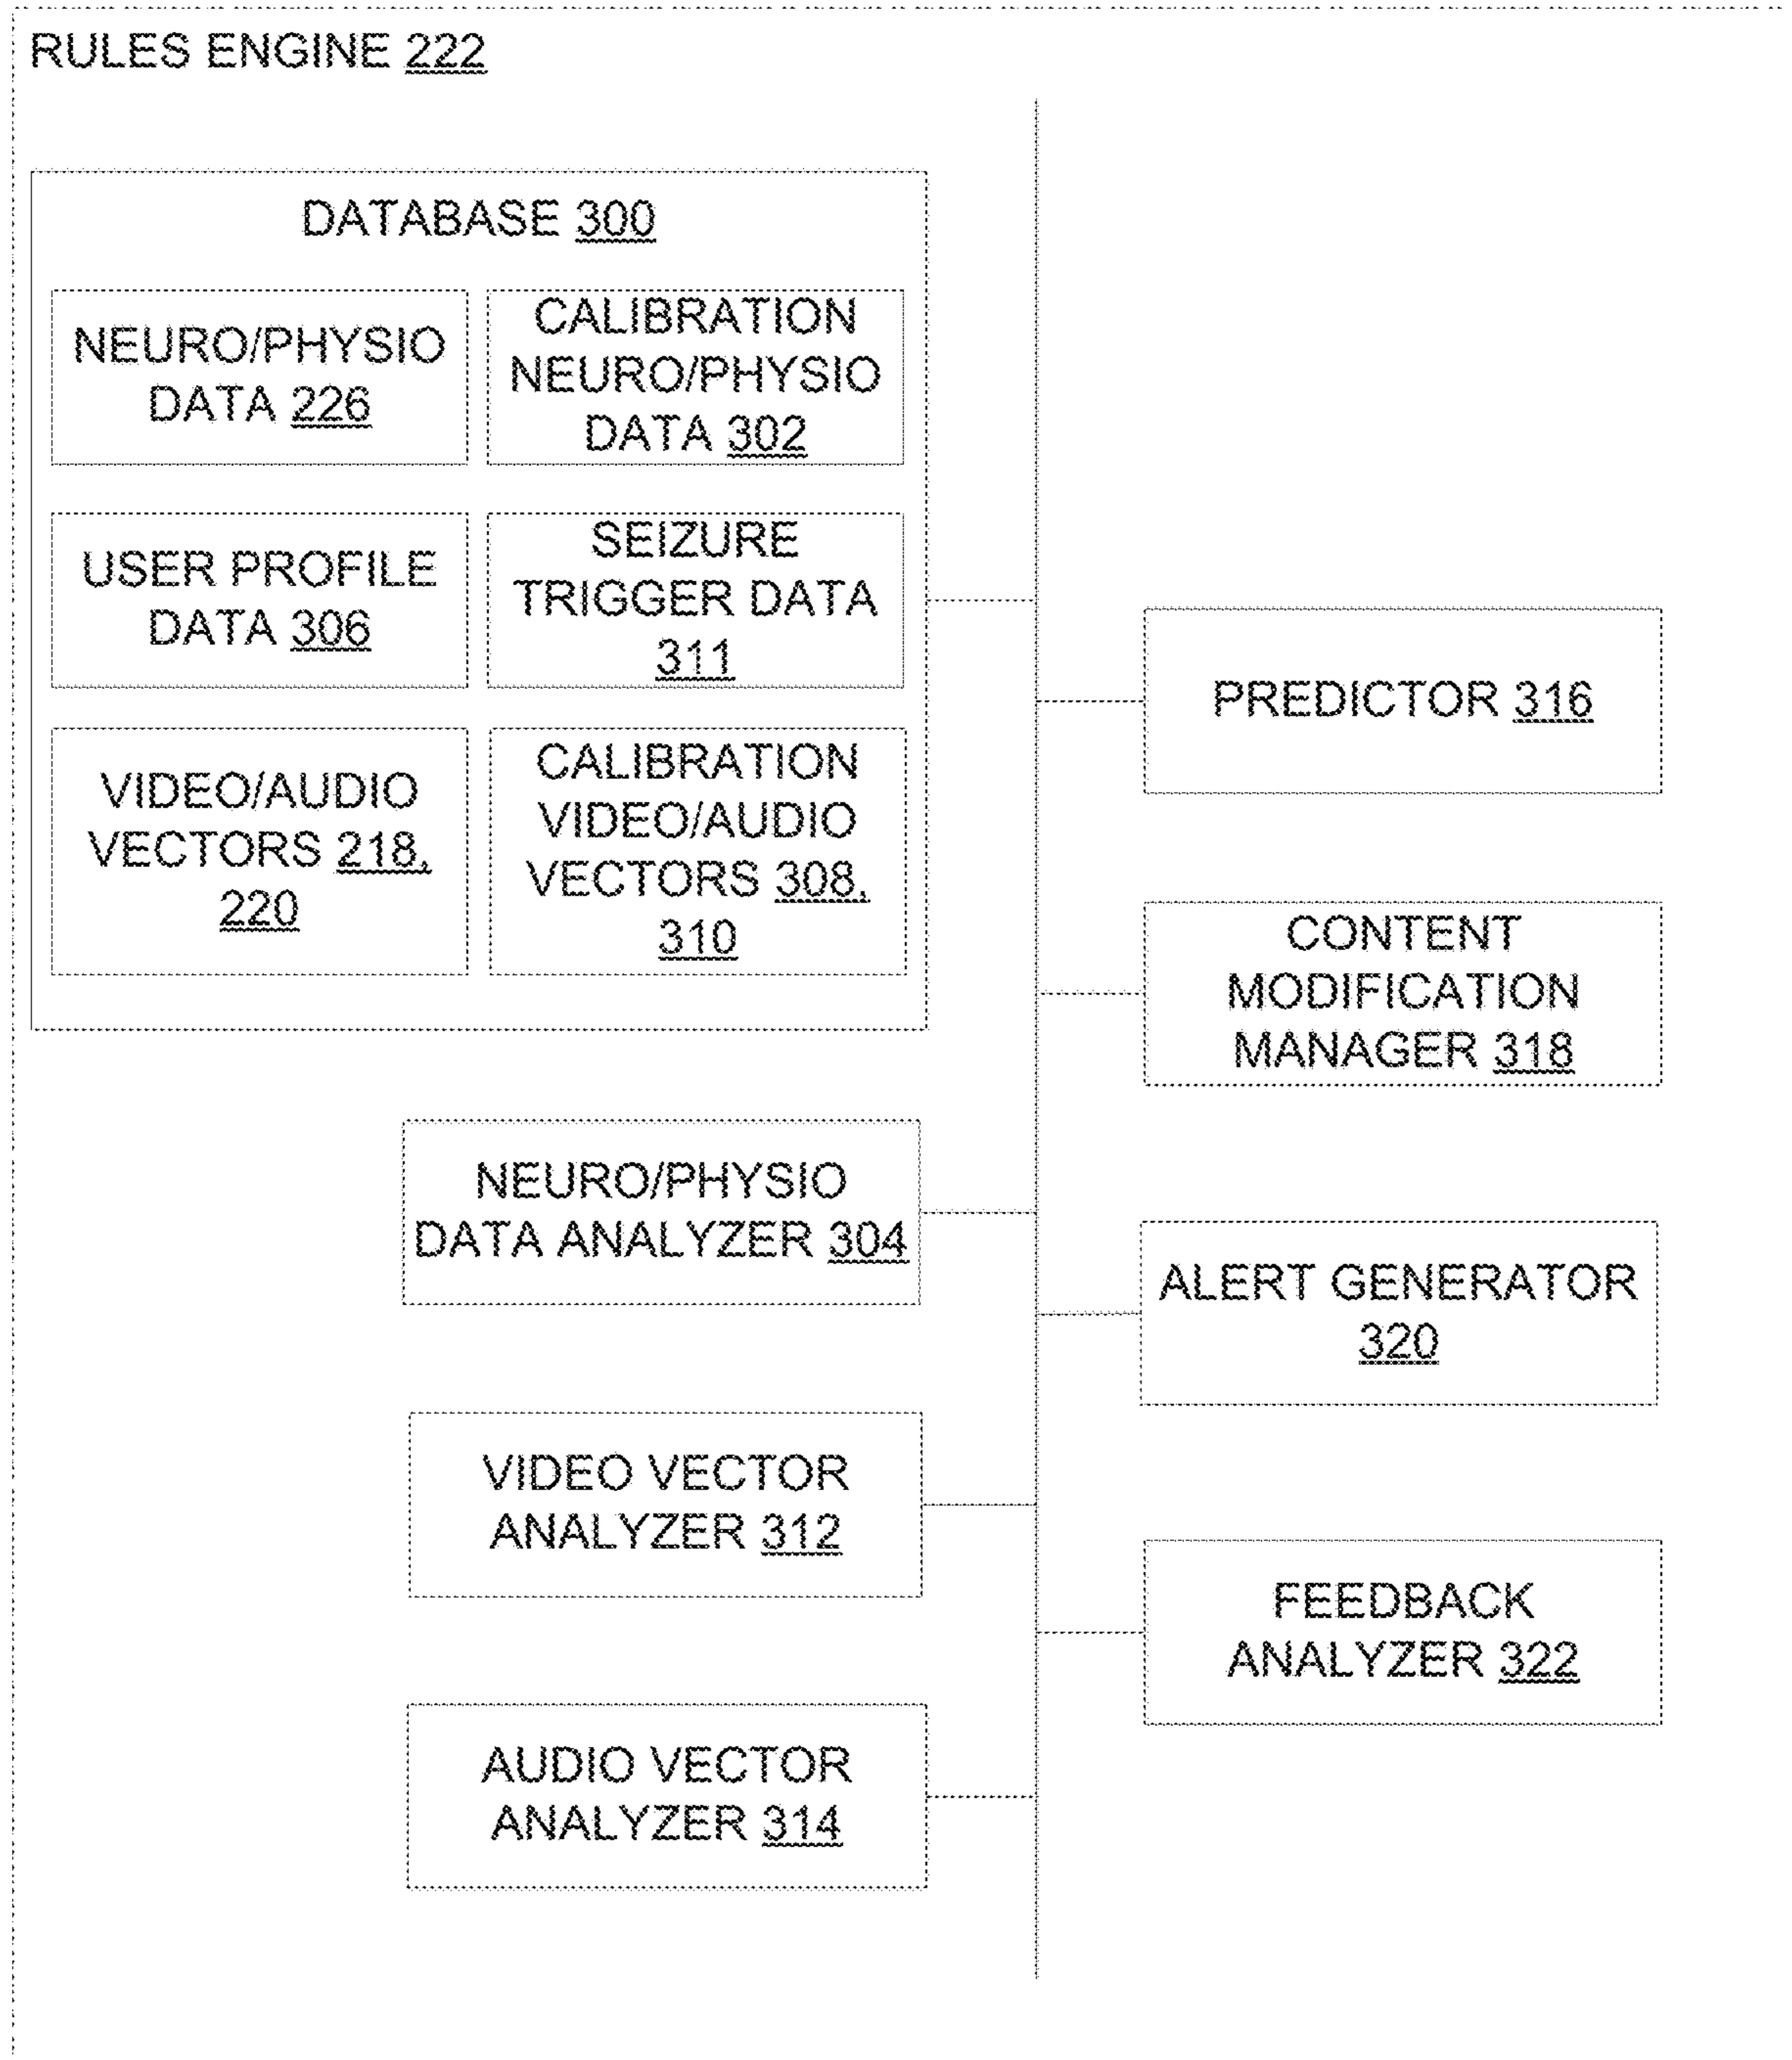 RULES ENGINE 222
DATABASE 300
NEURO/PHYSIO
DATA 226
CALIBRATION
NEURO/PHYSIO
DATA 302
USER PROFILE
DATA 306
SEIZURE
TRIGGER DATA
311
VIDEO/AUDIO
VECTORS 218,
220
CALIBRATION
VIDEO/AUDIO
VECTORS 308,
310
NEURO/PHYSIO
DATA ANALYZER 304
VIDEO VECTOR
ANALYZER 312
AUDIO VECTOR
ANALYZER 314
PREDICTOR 316
CONTENT
MODIFICATION
MANAGER 318
ALERT GENERATOR
320
FEEDBACK
ANALYZER 322